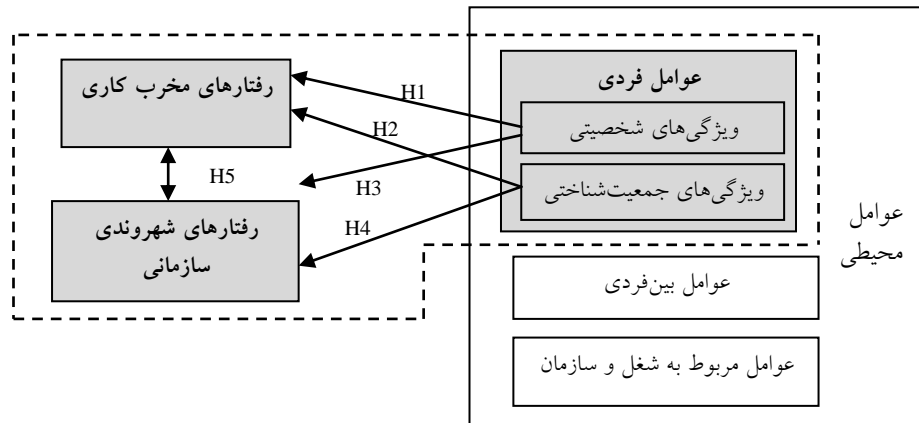 عوامل فردی
ویژگی‌های شخصیتی
ویژگی‌های جمعیت‌شناختی
عوامل بین‌فردی
عوامل مربوط به شغل و سازمان
عوامل
محیطی
H1
H2
H3
H4
H5
رفتارهای مخرب کاری
رفتارهای شهروندی
سازمانی